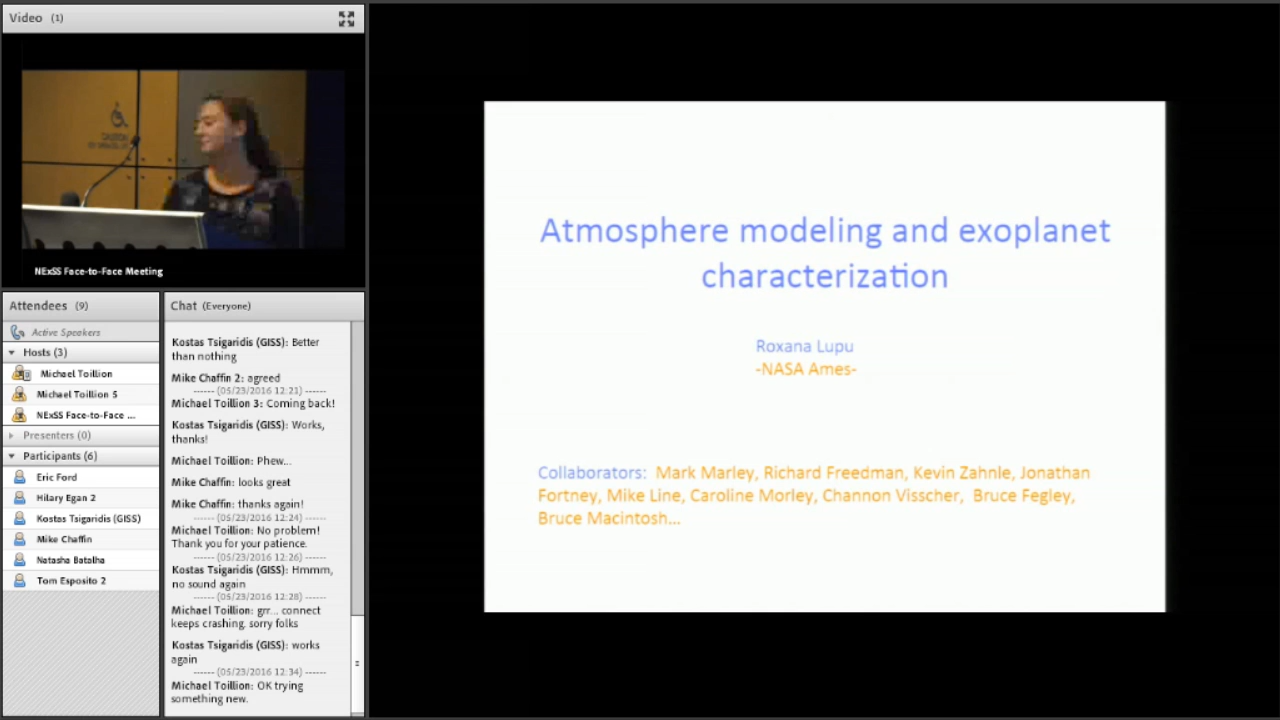 Video (1)
NExSS Face-to-Face Meeting
Attendees (9)
Active Speakers
Hosts (3)
Michael Toillion
Michael Toillion 5
NExSS Face-to-Face ...
Presenters (0)
Participants (6)
Eric Ford
Hilary Egan 2
Kostas Tsigaridis (GISS)
Mike Chaffin
Natasha Batalha
Tom Esposito 2
Chat (Everyone)
Kostas Tsigaridis (GISS): Better
than nothing
Mike Chaffin 2: agreed
------ (05/23/2016 12:21) ------
Michael Toillion 3: Coming back!
Kostas Tsigaridis (GISS): Works,
thanks!
Michael Toillion: Phew...
Mike Chaffin: looks great
Mike Chaffin: thanks again!
------ (05/23/2016 12:24) ------
Michael Toillion: No problem!
Thank you for your patience.
------ (05/23/2016 12:26) ------
Kostas Tsigaridis (GISS): Hmmm,
no sound again
------ (05/23/2016 12:28) ------
Michael Toillion: grr... connect
keeps crashing. sorry folks
Kostas Tsigaridis (GISS): works
again
------ (05/23/2016 12:34) ------
Michael Toillion: OK trying
something new.
Atmosphere modeling and exoplanet
characterization
Roxana Lupu
-NASA Ames-
Collaborators: Mark Marley, Richard Freedman, Kevin Zahnle, Jonathan
Fortney, Mike Line, Caroline Morley, Channon Visscher, Bruce Fegley,
Bruce Macintosh...